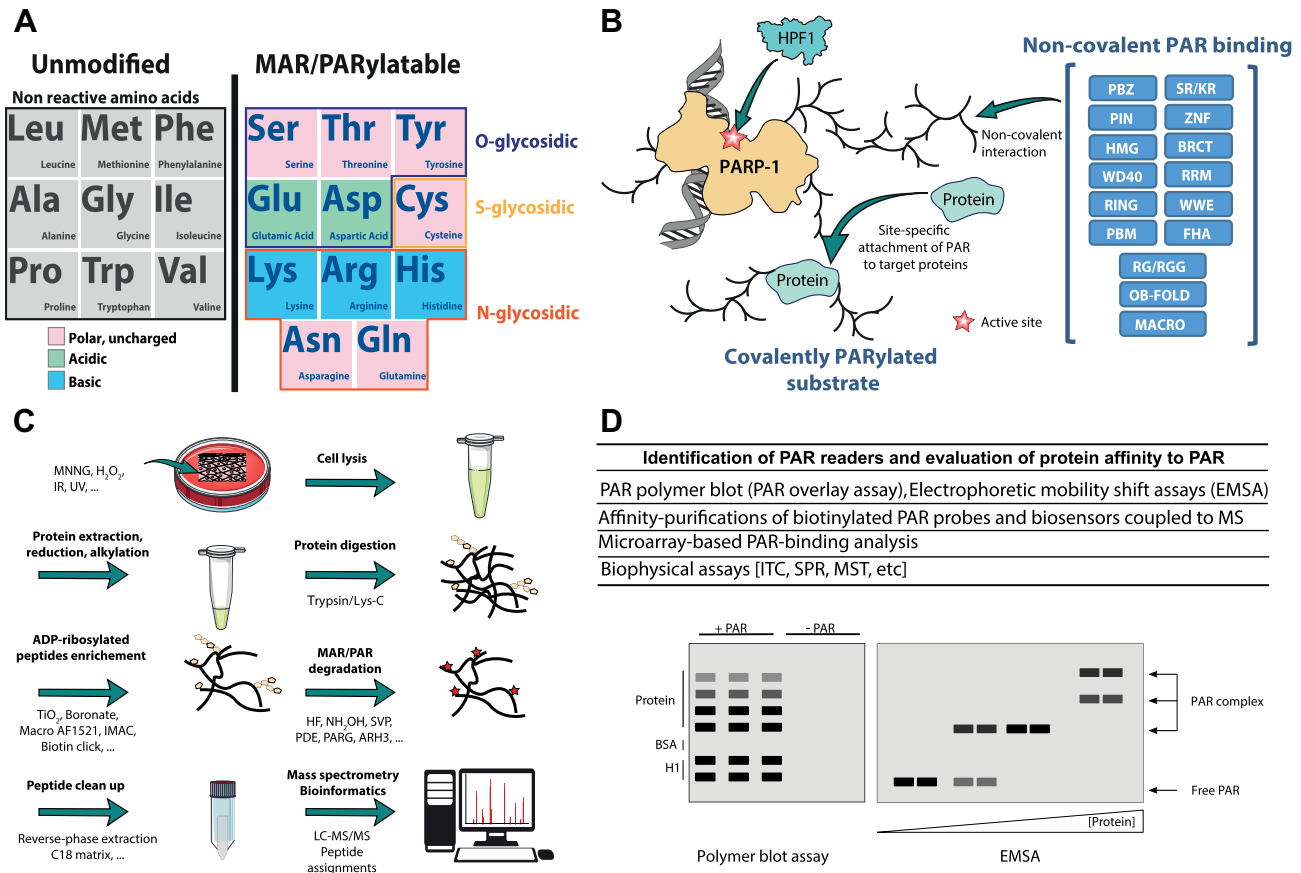 A
Unmodified
MAR/PARylatable
Non reactive amino acids
Leu Met Phe
Leucine Methionine Phenylalanine
Ala Gly Ile
Alanine Glycine Isoleucine
Pro Trp Val
Proline Tryptophan Valine
Ser Thr Tyr
Serine Threonine Tyrosine
O-glycosidic
Glu Asp Cys
Glutamic Acid Aspartic Acid Cysteine
S-glycosidic
Lys Arg His
Lysine Arginine Histidine
N-glycosidic
Asn Gln
Asparagine Glutamine
Polar, uncharged
Acidic
Basic
B
HPF1
PARP-1
Non-covalent PAR binding
Non-covalent
interaction
Protein
Site-specific
attachment of PAR
to target proteins
Protein
Active site
Covalently PARylated
substrate
PBZ SR/KR
PIN ZNF
HMG BRCT
WD40 RRM
RING WWE
PBM FHA
RG/RGG
OB-FOLD
MACRO
C
MNNG, H2O2,
IR, UV, ...
Cell lysis
Protein extraction,
reduction, alkylation
Protein digestion
Trypsin/Lys-C
ADP-ribosylated
peptides enrichement
TiO2, Boronate,
Macro AF1521, IMAC,
Biotin click, ...
MAR/PAR
degradation
HF, NH2OH, SVP,
PDE, PARG, ARH3, ...
Peptide clean up
Reverse-phase extraction
C18 matrix, ...
Mass spectrometry
Bioinformatics
LC-MS/MS
Peptide
assignments
D
Identification of PAR readers and evaluation of protein affinity to PAR
PAR polymer blot (PAR overlay assay), Electrophoretic mobility shift assays (EMSA)
Affinity-purifications of biotinylated PAR probes and biosensors coupled to MS
Microarray-based PAR-binding analysis
Biophysical assays [ITC, SPR, MST, etc]
+ PAR - PAR
Protein
BSA
H1
Polymer blot assay
PAR complex
Free PAR
[Protein]
EMSA